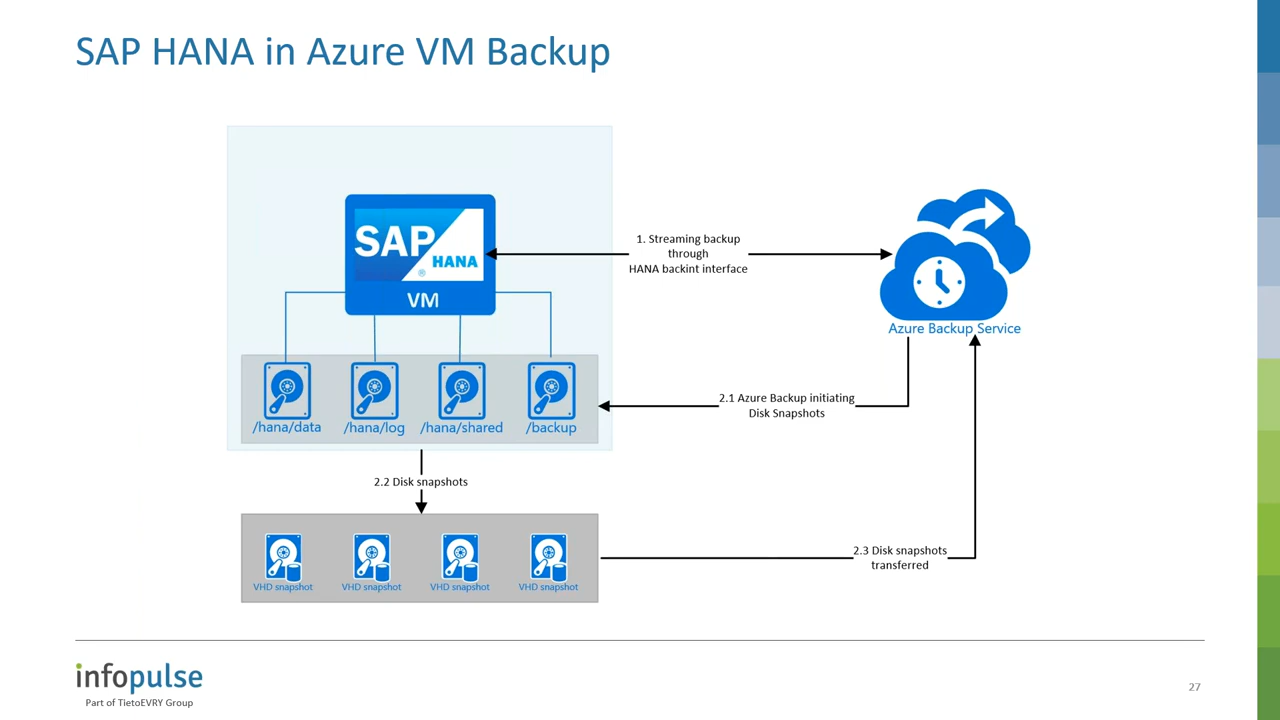 SAP HANA in Azure VM Backup
SAP
®
HANA
VM
1. Streaming backup
through
HANA backint interface
Azure Backup Service
2.1 Azure Backup initiating
Disk Snapshots
/hana/data
/hana/log
/hana/shared
/backup
2.2 Disk snapshots
VHD snapshot
VHD snapshot
VHD snapshot
VHD snapshot
2.3 Disk snapshots
transferred
infopulse
Part of TietoEVRY Group
27